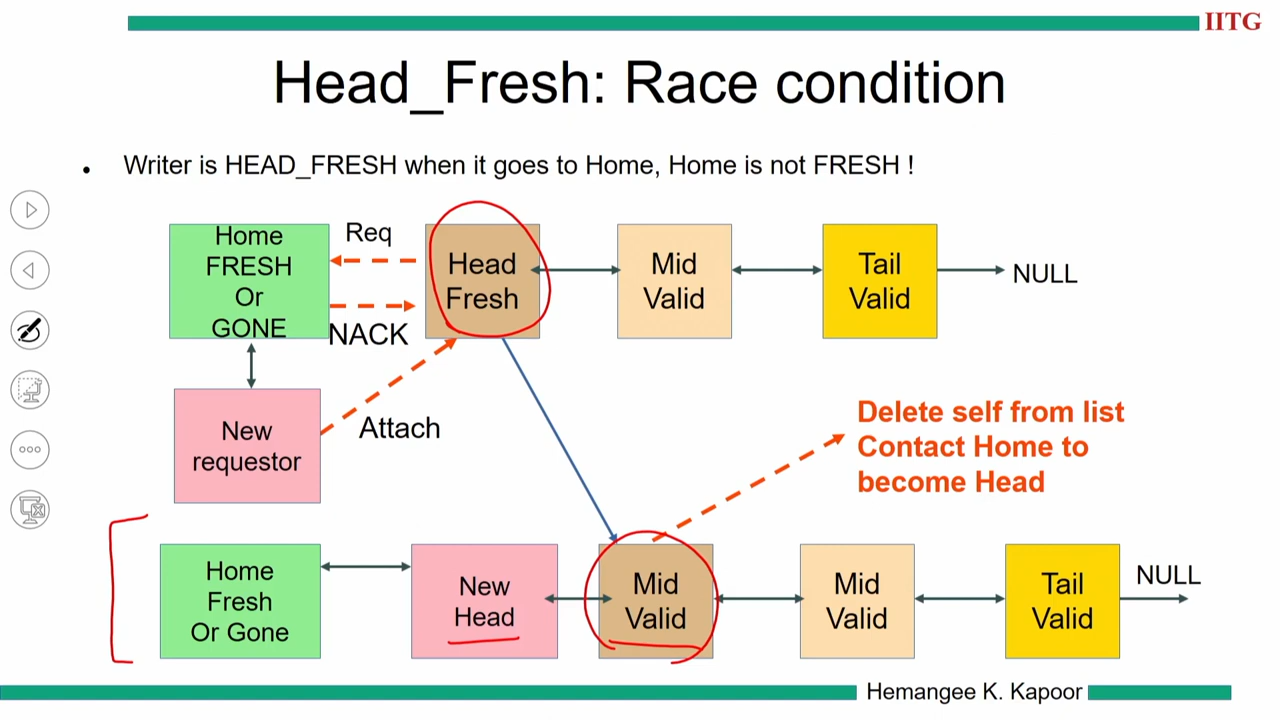 IITG
Head_Fresh: Race condition
• Writer is HEAD_FRESH when it goes to Home, Home is not FRESH !
Home
FRESH
Or
GONE
Req
NACK
Head
Fresh
Mid
Valid
Tail
Valid
NULL
New
requestor
Attach
Delete self from list
Contact Home to
become Head
Home
Fresh
Or Gone
New
Head
Mid
Valid
Mid
Valid
Tail
Valid
NULL
Hemangee K. Kapoor